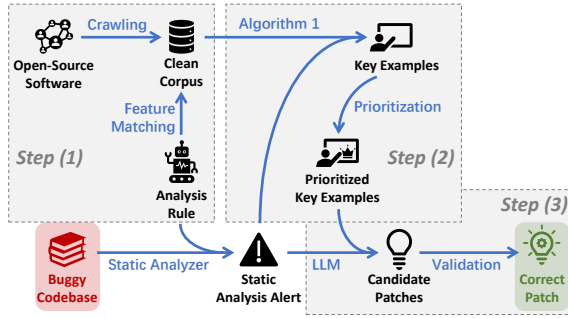 Crawling
Open-Source
Software
Clean
Corpus
Feature
Matching
Step (1)
Analysis
Rule
Algorithm 1
Key Examples
Prioritization
Step (2)
Prioritized
Key Examples
Step (3)
Buggy
Codebase
Static Analyzer
Static
Analysis Alert
LLM
Candidate
Patches
Validation
Correct
Patch